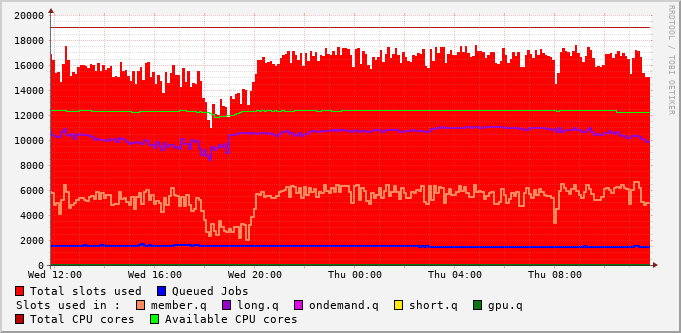 20000
18000
16000
14000
12000
10000
8000
6000
4000
2000
0
Wed 12:00 Wed 16:00 Wed 20:00 Thu 00:00 Thu 04:00 Thu 08:00
RRDTOOL / TOBI OETIKER
Total slots used Queued Jobs
Slots used in : member.q long.q ondemand.q short.q gpu.q
Total CPU cores Available CPU cores